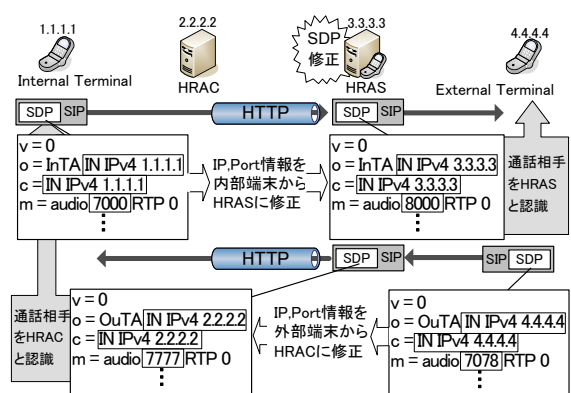 1.1.1.1
2.2.2.2
3.3.3.3
4.4.4.4
SDP
修正
Internal Terminal
HRAC
HRAS
External Terminal
SDP SIP
HTTP
SDP SIP
v = 0
o = InTA IN IPv4 1.1.1.1
c = IN IPv4 1.1.1.1
m = audio 7000 RTP 0
⋮
IP,Port情報を
内部端末から
HRASに修正
v = 0
o = InTA IN IPv4 3.3.3.3
c = IN IPv4 3.3.3.3
m = audio 8000 RTP 0
⋮
通話相手
をHRAS
と認識
HTTP
SDP SIP
SIP SDP
通話相手
をHRAC
と認識
v = 0
o = OuTA IN IPv4 2.2.2.2
c = IN IPv4 2.2.2.2
m = audio 7777 RTP 0
⋮
IP,Port情報を
外部端末から
HRACに修正
v = 0
o = OuTA IN IPv4 4.4.4.4
c = IN IPv4 4.4.4.4
m = audio 7078 RTP 0
⋮